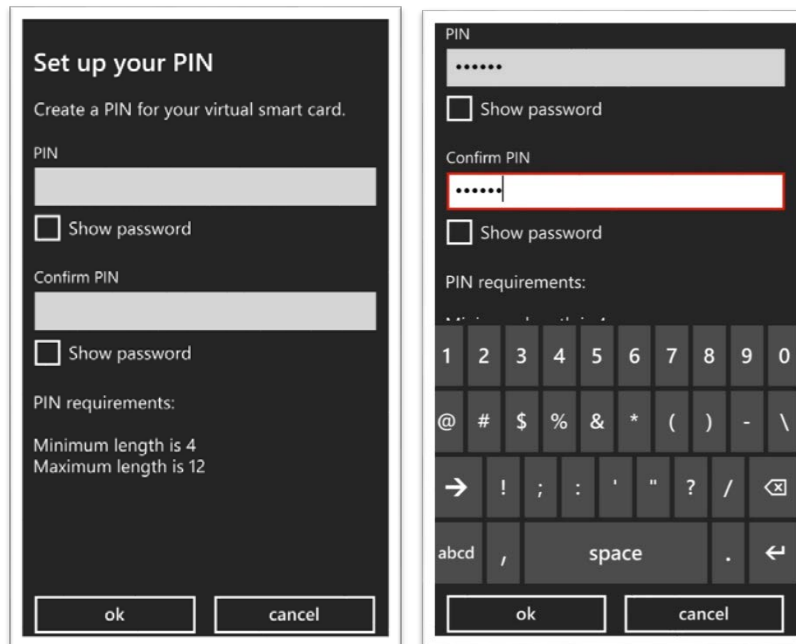 Set up your PIN
Create a PIN for your virtual smart card.
PIN
Show password
Confirm PIN
Show password
PIN requirements:
Minimum length is 4
Maximum length is 12
ok cancel
PIN
••••••
Show password
Confirm PIN
••••••
Show password
PIN requirements:
1 2 3 4 5 6 7 8 9 0
@ # $ % & * ( ) - \
→ ! ; : ' " ? /
abcd , space .
ok cancel